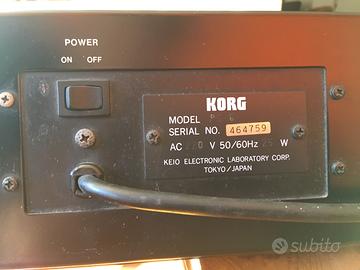 POWER
ON OFF
KORG
MODEL
SERIAL NO. 464759
AC V 50/60Hz W
KEIO ELECTRONIC LABORATORY CORP.
TOKYO/JAPAN
subito